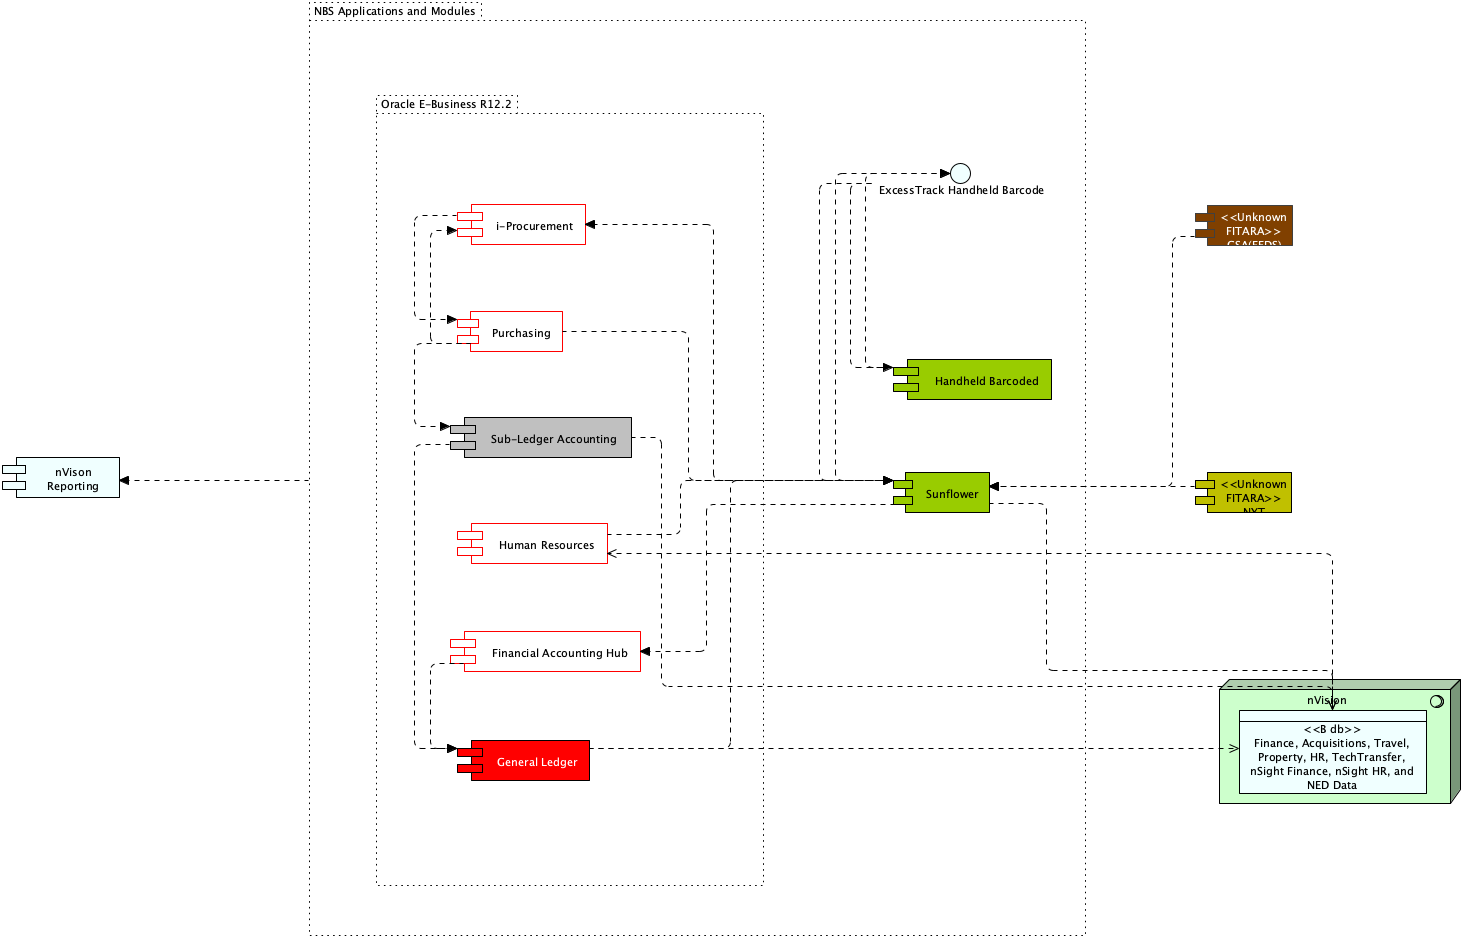 NBS Applications and Modules
Oracle E-Business R12.2
ExcessTrack Handheld Barcode
i-Procurement
<<Unknown
FITARA>>
GSA(FEDS)
Purchasing
Handheld Barcoded
Sub-Ledger Accounting
nVison
Reporting
Sunflower
<<Unknown
FITARA>>
NXT
Human Resources
Financial Accounting Hub
General Ledger
nVision
<<B db>>
Finance, Acquisitions, Travel,
Property, HR, TechTransfer,
nSight Finance, nSight HR, and
NED Data